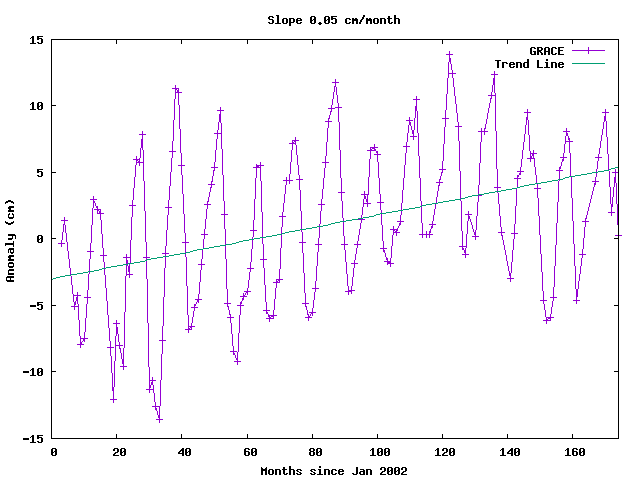 Slope 0.05 cm/month
GRACE
Trend Line
15
10
5
0
-5
-10
-15
Anomaly (cm)
0 20 40 60 80 100 120 140 160
Months since Jan 2002